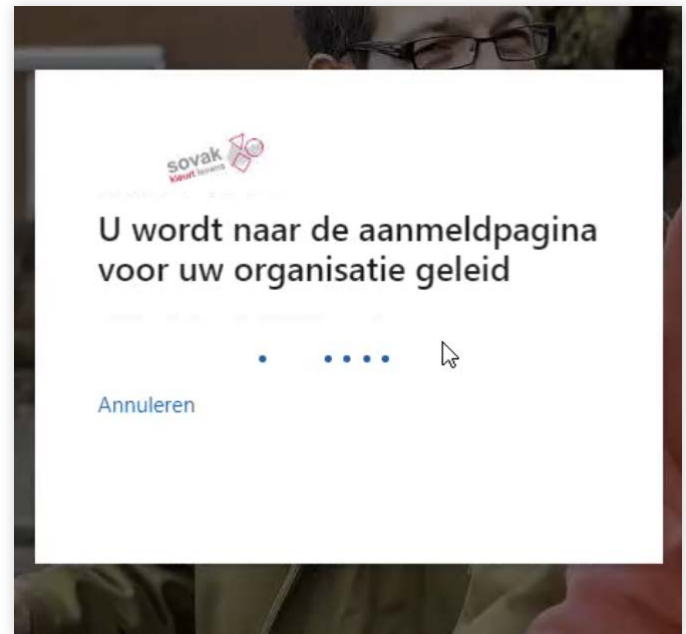 sovak
kleurt levens
U wordt naar de aanmeldpagina
voor uw organisatie geleid
Annuleren